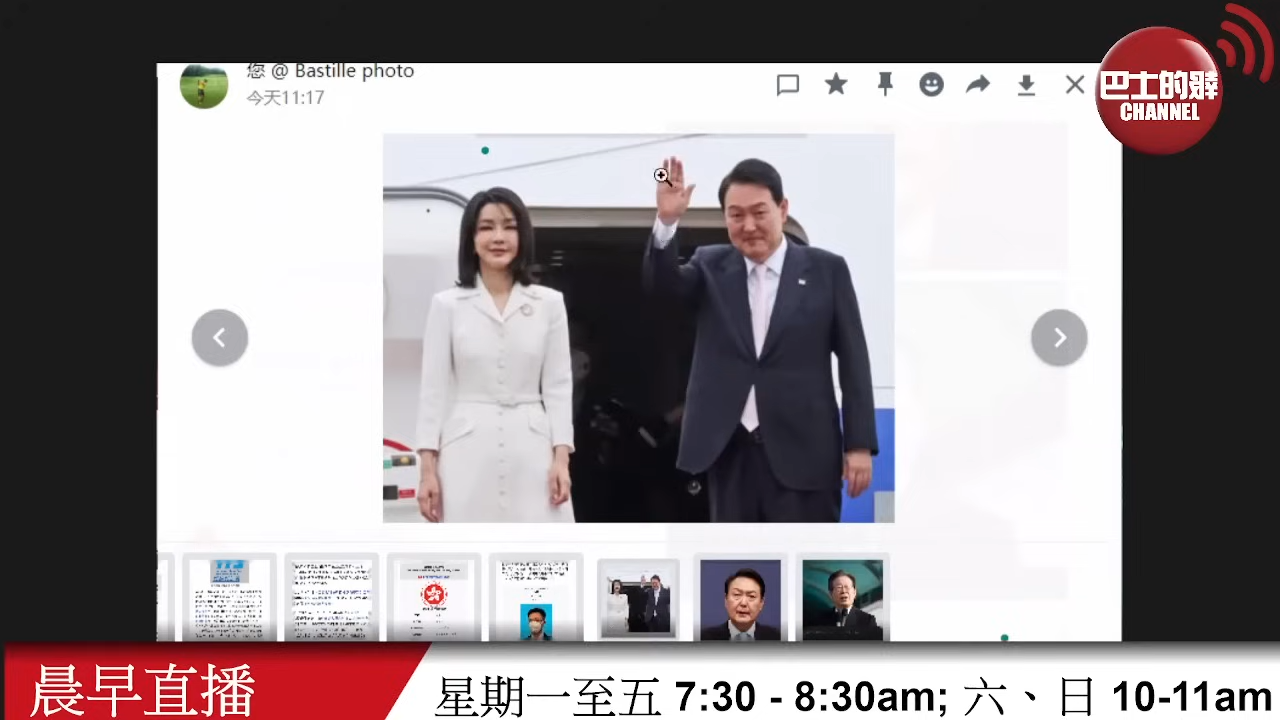 您 @ Bastille photo
今天11:17
巴士的報
CHANNEL
晨早直播
星期一至五 7:30 - 8:30am; 六、日 10-11am